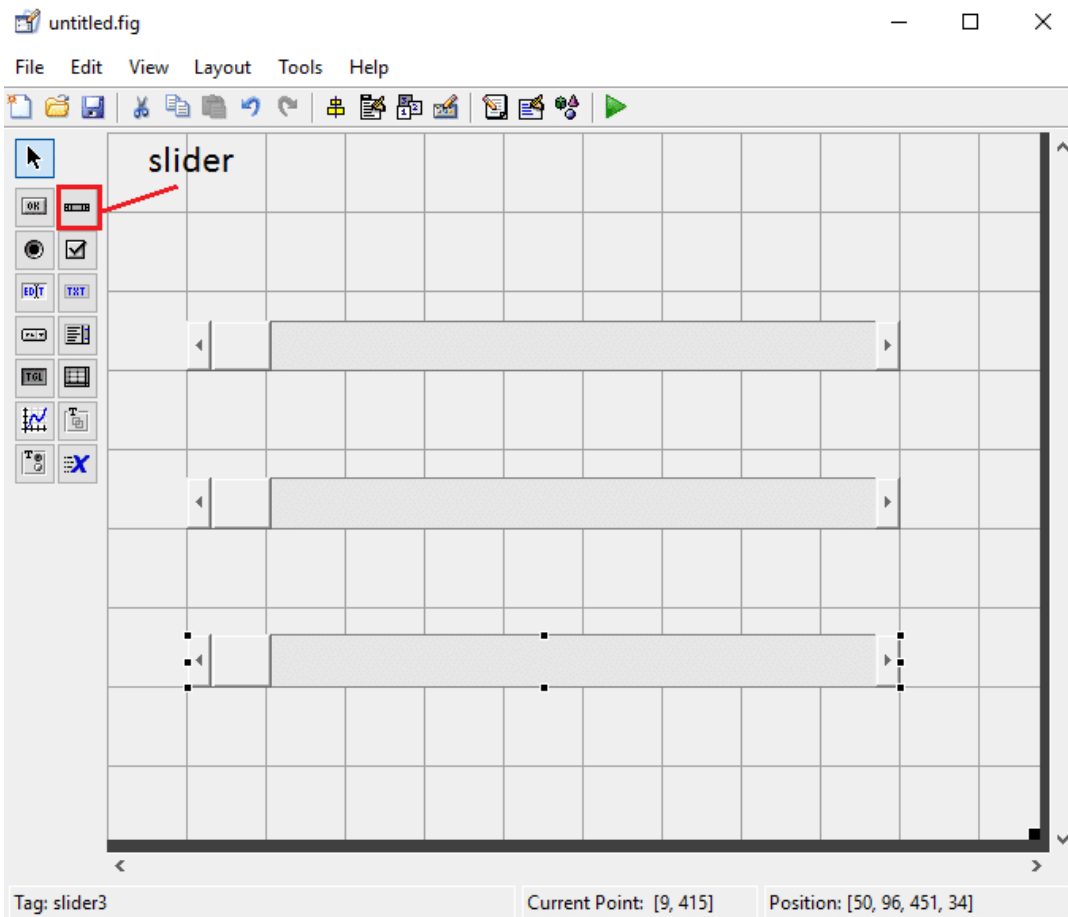 untitled.fig
File Edit View Layout Tools Help
slider
OK
EDIT TXT
TGL
T
T X
Tag: slider3 Current Point: [9, 415] Position: [50, 96, 451, 34]